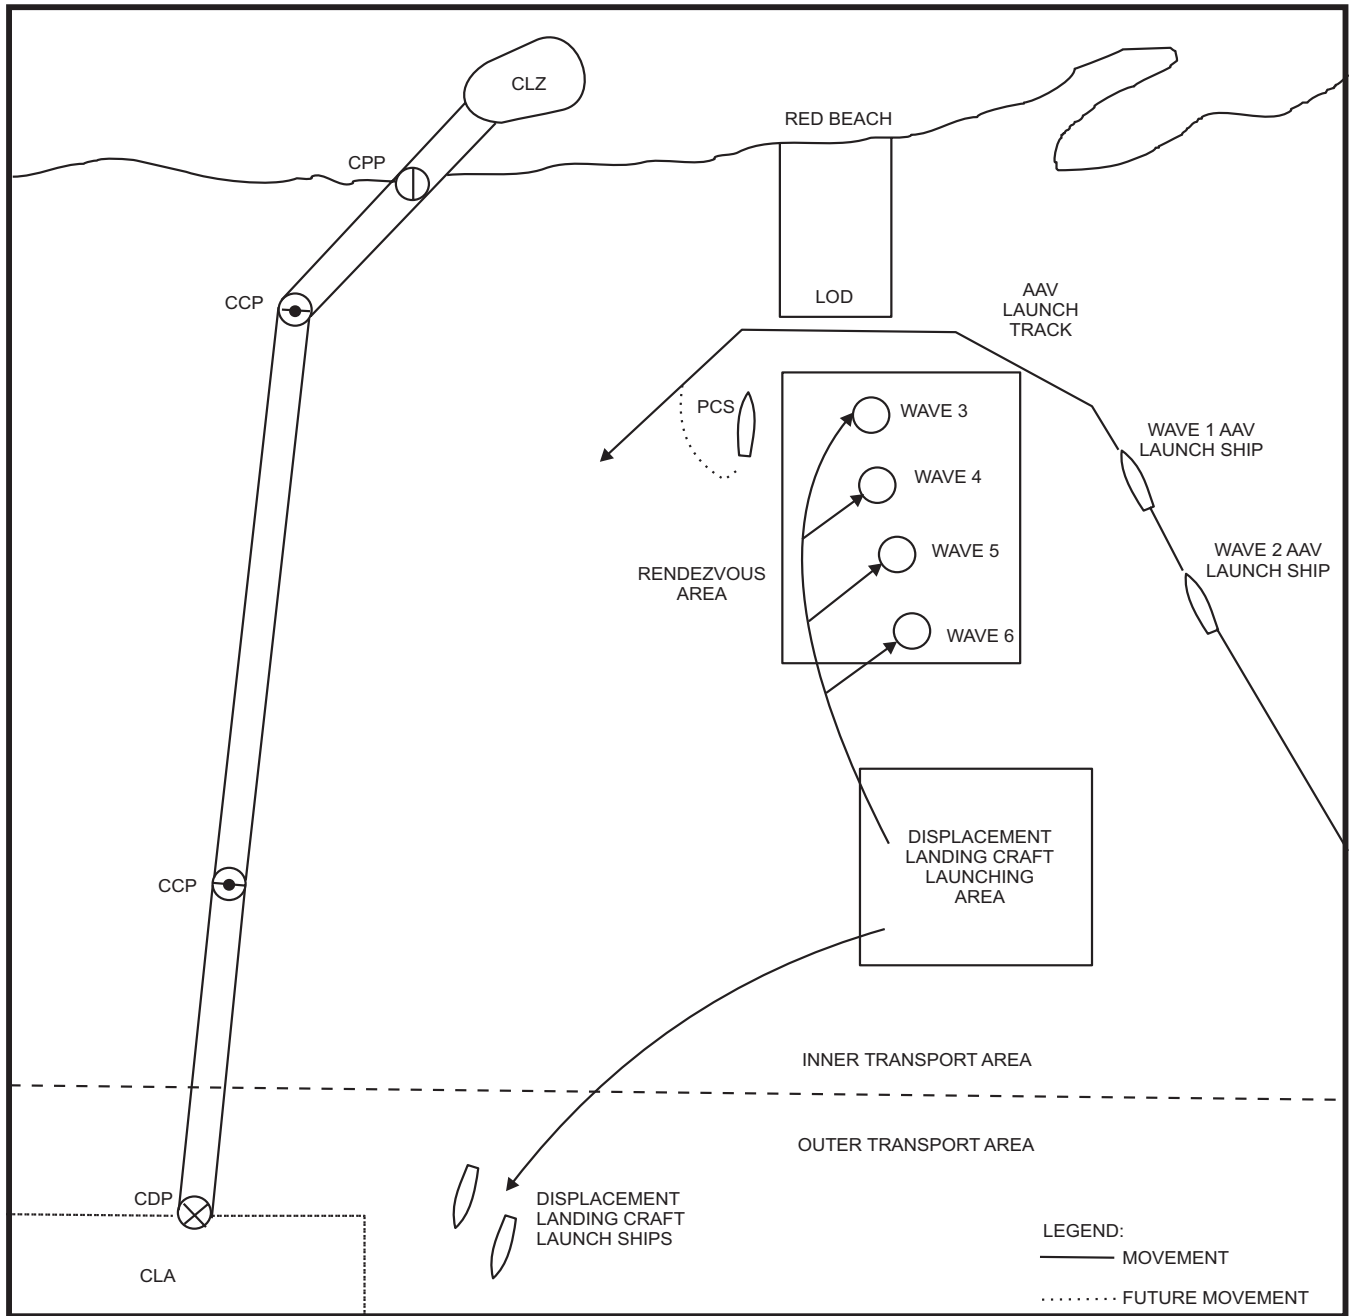 CLZ
RED BEACH
CPP
CCP
LOD
AAV
LAUNCH
TRACK
PCS
WAVE 3
WAVE 1 AAV
LAUNCH SHIP
WAVE 4
WAVE 5
WAVE 2 AAV
LAUNCH SHIP
RENDEZVOUS
AREA
WAVE 6
DISPLACEMENT
LANDING CRAFT
LAUNCHING
AREA
CCP
INNER TRANSPORT AREA
OUTER TRANSPORT AREA
CDP
DISPLACEMENT
LANDING CRAFT
LAUNCH SHIPS
CLA
LEGEND:
MOVEMENT
FUTURE MOVEMENT